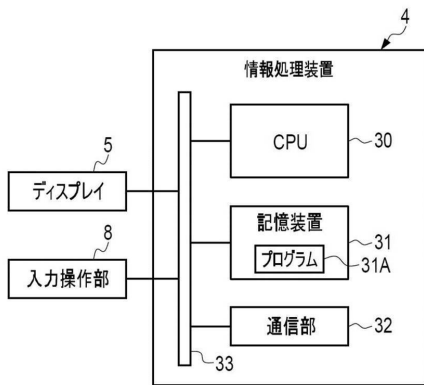 4
情報処理装置
CPU
30
5
ディスプレイ
記憶装置
プログラム
31
31A
8
入力操作部
通信部
32
33